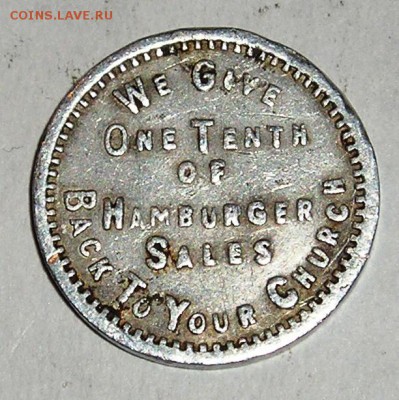 COINS.LAVE.RU
WE GIVE
ONE TENTH
OF
HAMBURGER
SALES
BACK TO YOUR CHURCH